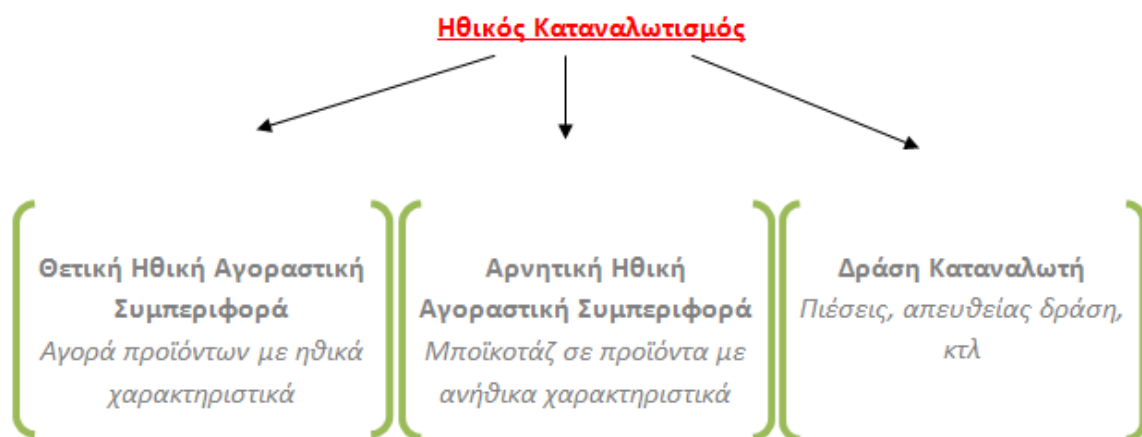 Ηθικός Καταναλωτισμός
Θετική Ηθική Αγοραστική
Συμπεριφορά
Αγορά προϊόντων με ηθικά
χαρακτηριστικά
Αρνητική Ηθική
Αγοραστική Συμπεριφορά
Μποϊκοτάζ σε προϊόντα με
ανήθικα χαρακτηριστικά
Δράση Καταναλωτή
Πιέσεις, απευθείας δράση,
κτλ